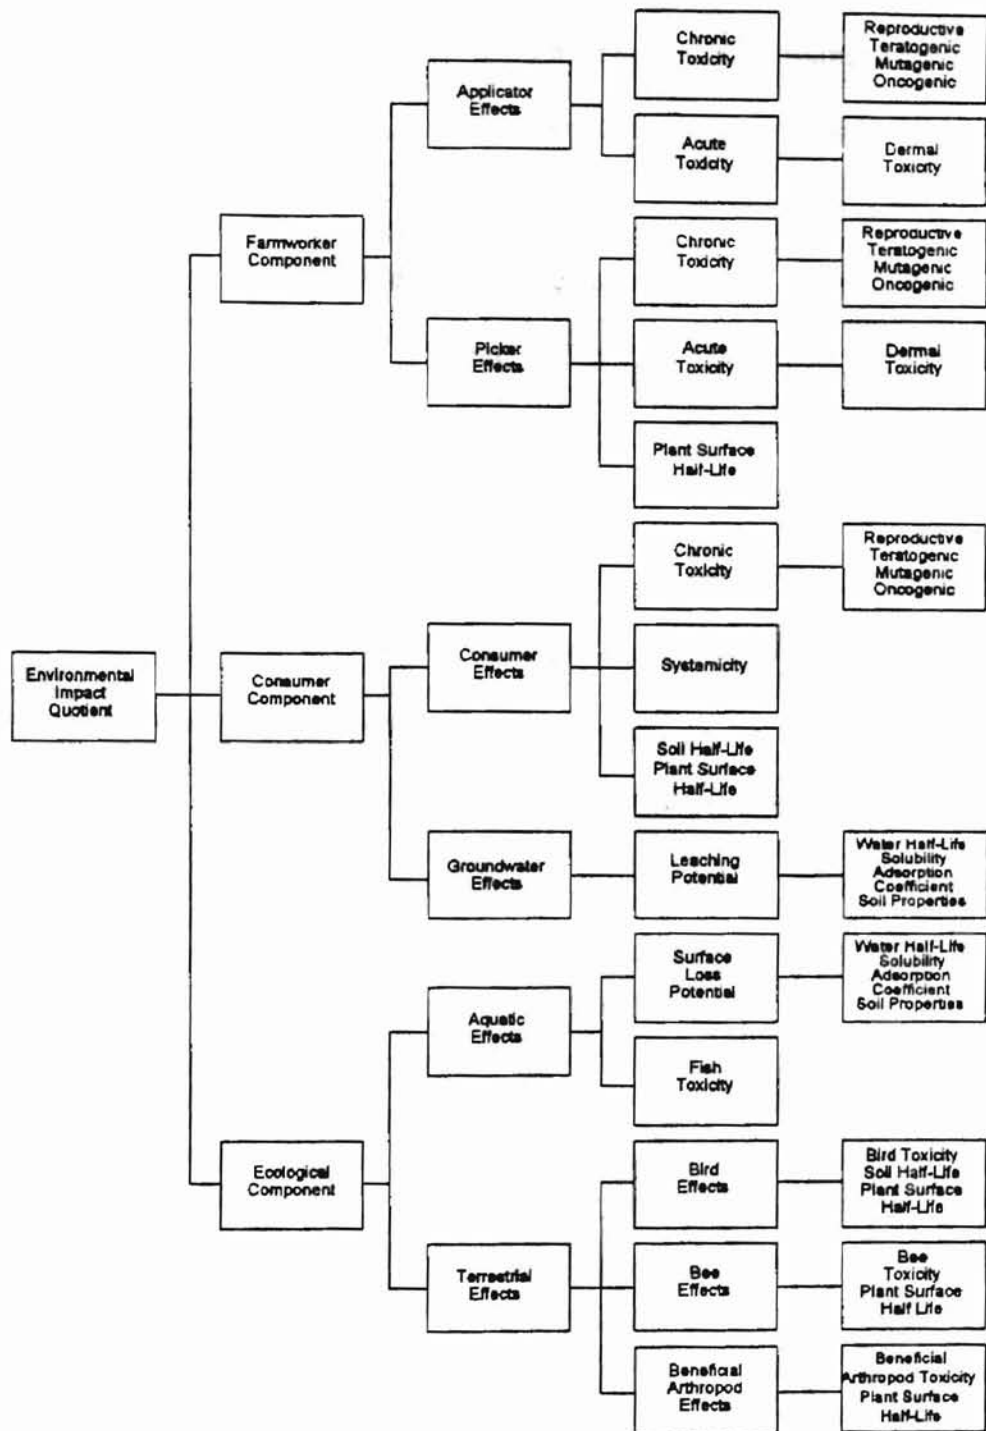 Chronic
Toxicity
Reproductive
Teratogenic
Mutagenic
Oncogenic
Applicator
Effects
Acute
Toxicity
Dermal
Toxicity
Farmworker
Component
Chronic
Toxicity
Reproductive
Teratogenic
Mutagenic
Oncogenic
Picker
Effects
Acute
Toxicity
Dermal
Toxicity
Plant Surface
Half-Life
Chronic
Toxicity
Reproductive
Teratogenic
Mutagenic
Oncogenic
Environmental
Impact
Quotient
Consumer
Component
Consumer
Effects
Systemicity
Soil Half-Life
Plant Surface
Half-Life
Groundwater
Effects
Leaching
Potential
Water Half-Life
Solubility
Adsorption
Coefficient
Soil Properties
Surface
Loss
Potential
Water Half-Life
Solubility
Adsorption
Coefficient
Soil Properties
Aquatic
Effects
Fish
Toxicity
Ecological
Component
Bird
Effects
Bird Toxicity
Soil Half-Life
Plant Surface
Half-Life
Terrestrial
Effects
Bee
Effects
Bee
Toxicity
Plant Surface
Half Life
Beneficial
Arthropod
Effects
Beneficial
Arthropod Toxicity
Plant Surface
Half-Life